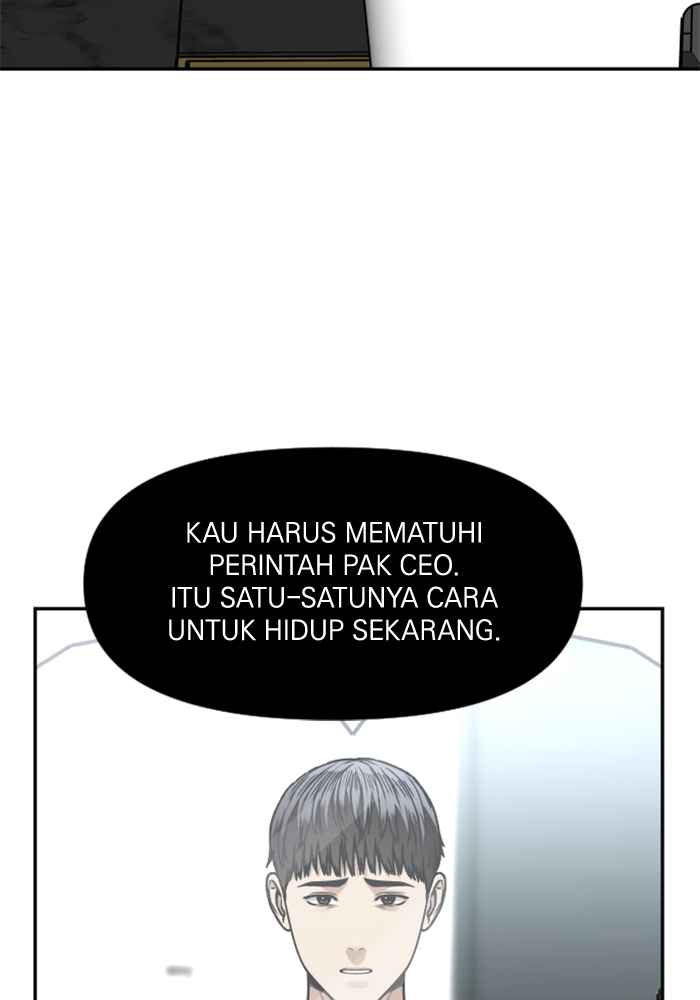 KAU HARUS MEMATUHI
PERINTAH PAK CEO.
ITU SATU-SATUNYA CARA
UNTUK HIDUP SEKARANG.